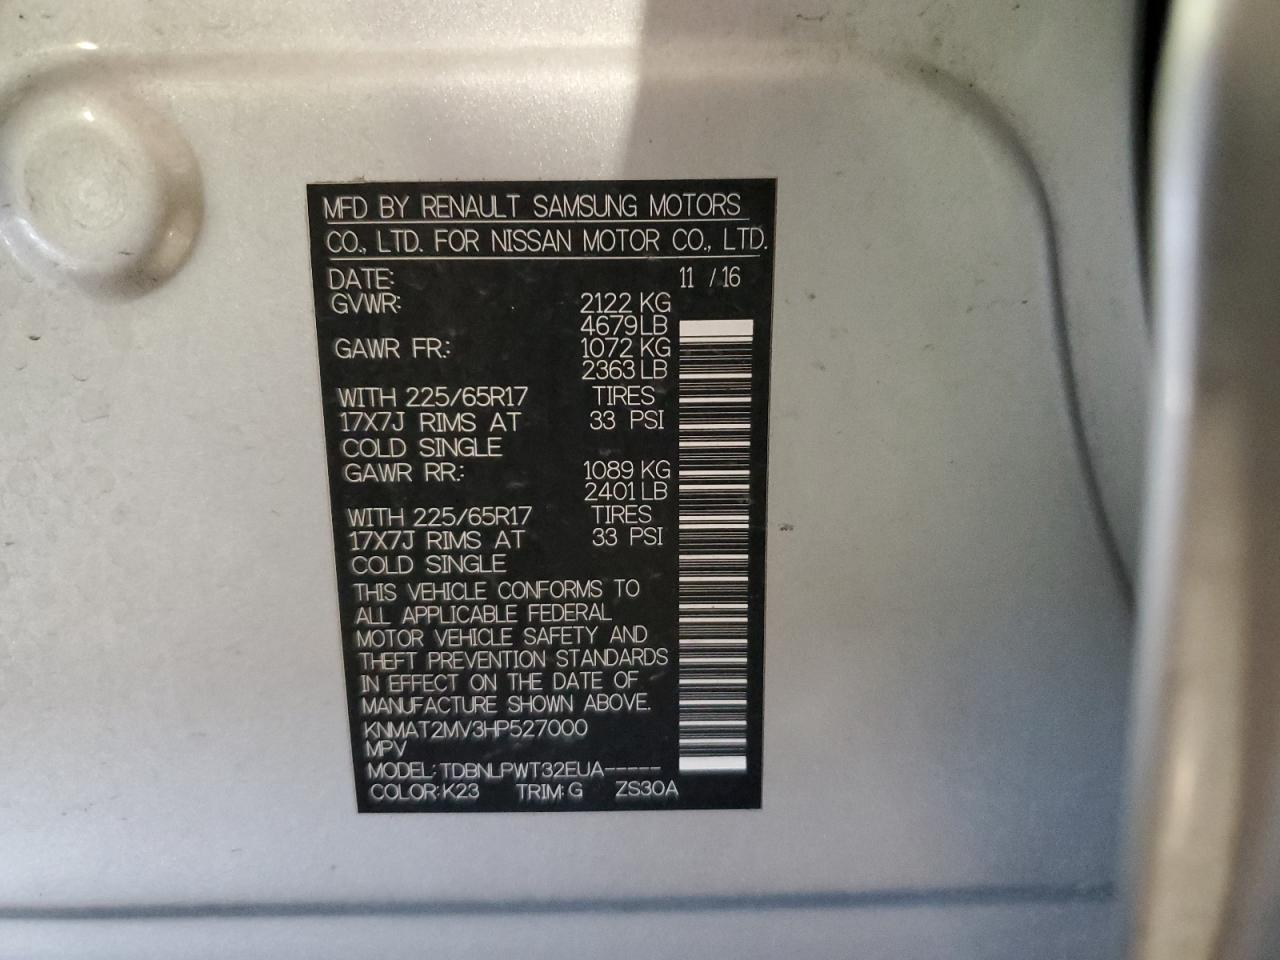 MFD BY RENAULT SAMSUNG MOTORS
CO., LTD. FOR NISSAN MOTOR CO., LTD.
DATE: 11 / 16
GVWR: 2122 KG
4679 LB
GAWR FR.: 1072 KG
2363 LB
WITH 225/65R17 TIRES
17X7J RIMS AT 33 PSI
COLD SINGLE
GAWR RR.: 1089 KG
2401 LB
WITH 225/65R17 TIRES
17X7J RIMS AT 33 PSI
COLD SINGLE
THIS VEHICLE CONFORMS TO
ALL APPLICABLE FEDERAL
MOTOR VEHICLE SAFETY AND
THEFT PREVENTION STANDARDS
IN EFFECT ON THE DATE OF
MANUFACTURE SHOWN ABOVE.
KNMAT2MV3HP527000
MPV
MODEL: TDBNLPWT32EUA-----
COLOR: K23 TRIM: G ZS30A